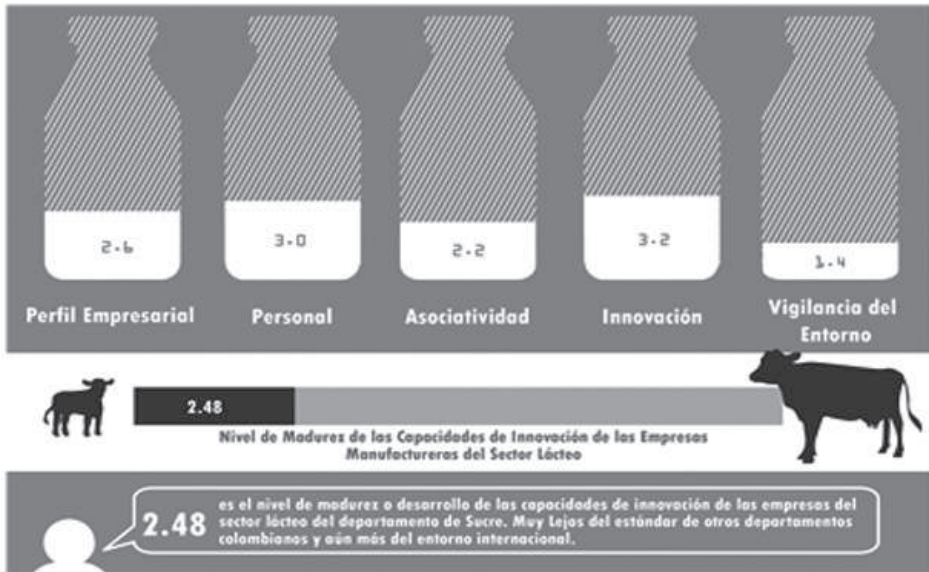 2.6
3.0
2.2
3.2
1.4
Perfil Empresarial
Personal
Asociatividad
Innovación
Vigilancia del
Entorno
2.48
Nivel de Madurez de las Capacidades de Innovación de las Empresas
Manufactureras del Sector Lácteo
2.48
es el nivel de madurez o desarrollo de las capacidades de innovación de las empresas del
sector lácteo del departamento de Sucre. Muy Lejos del estándar de otros departamentos
colombianos y aún más del entorno internacional.